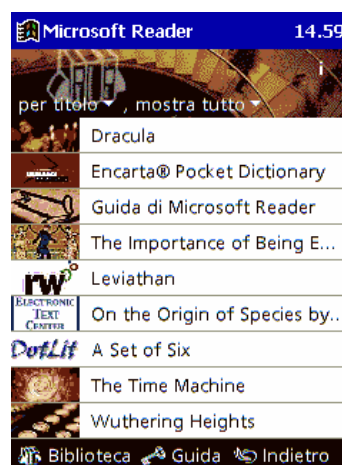 Microsoft Reader 14.59
i
per titolo , mostra tutto
Dracula
Encarta® Pocket Dictionary
Guida di Microsoft Reader
The Importance of Being E...
rw
Leviathan
ELECTRONIC
TEXT
CENTER
On the Origin of Species by..
DotLit
A Set of Six
The Time Machine
Wuthering Heights
Biblioteca Guida Indietro